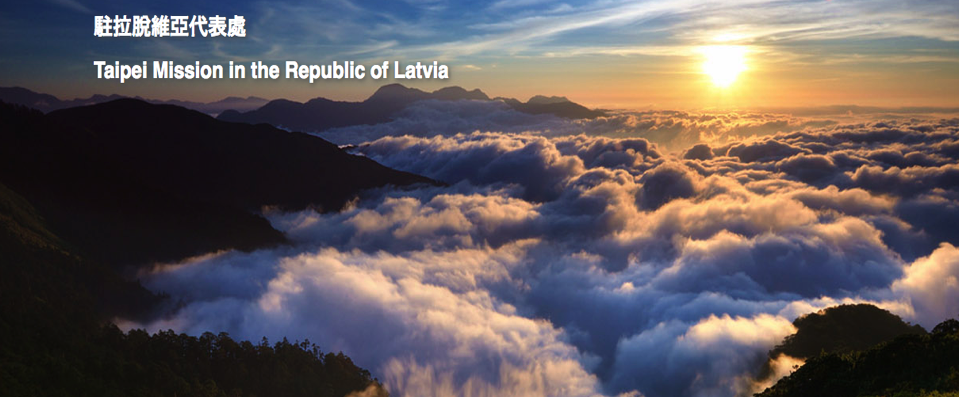 駐拉脫維亞代表處
Taipei Mission in the Republic of Latvia